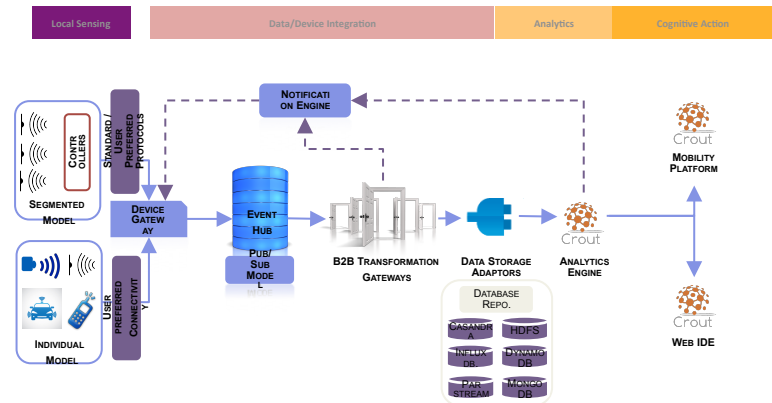 Local Sensing
Data/Device Integration
Analytics
Cognitive Action
NOTIFICATI
ON ENGINE
CONTR
OLLERS
STANDARD /
USER
PREFERRED
PROTOCOLS
SEGMENTED
MODEL
DEVICE
GATEW
AY
EVENT
HUB
PUB/
SUB
MODE
L
B2B TRANSFORMATION
GATEWAYS
DATA STORAGE
ADAPTORS
Crout
ANALYTICS
ENGINE
Crout
MOBILITY
PLATFORM
Crout
WEB IDE
USER
PREFERRED
CONNECTIVIT
Y
INDIVIDUAL
MODEL
DATABASE
REPO.
CASANDR
A
HDFS
INFLUX
DB.
DYNAMO
DB
PAR
STREAM
MONGO
DB